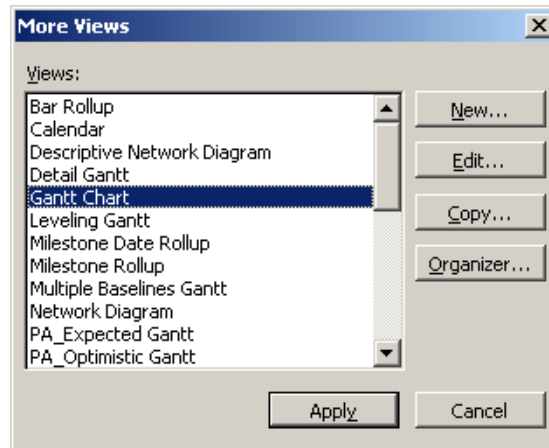 More Views
Views:
Bar Rollup
Calendar
Descriptive Network Diagram
Detail Gantt
Gantt Chart
Leveling Gantt
Milestone Date Rollup
Milestone Rollup
Multiple Baselines Gantt
Network Diagram
PA_Expected Gantt
PA_Optimistic Gantt
New...
Edit...
Copy...
Organizer...
Apply
Cancel